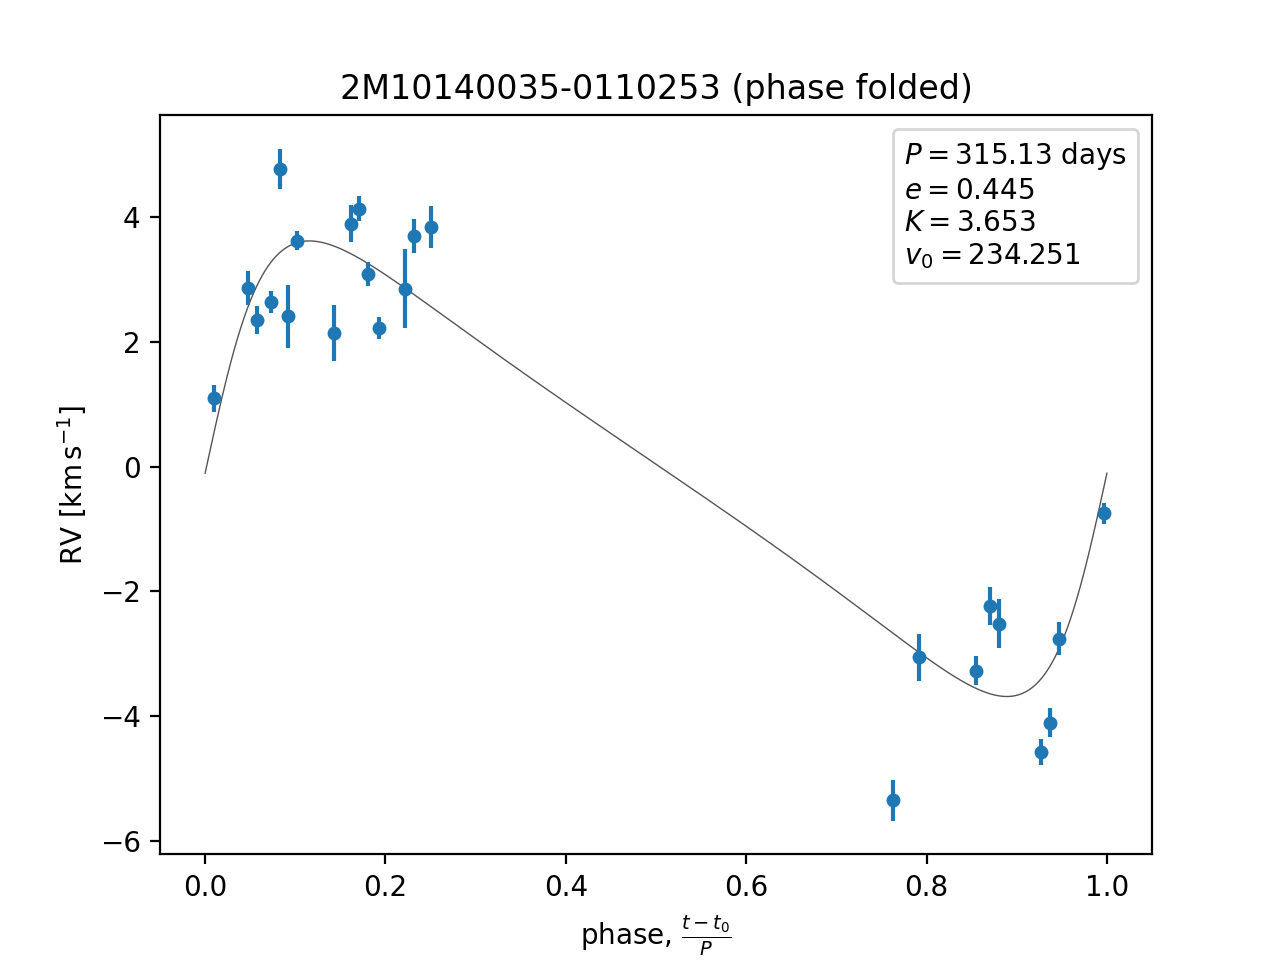 2M10140035-0110253 (phase folded)
P = 315.13 days
e = 0.445
K = 3.653
v₀ = 234.251
RV [km s⁻¹]
4
2
0
−2
−4
−6
0.0 0.2 0.4 0.6 0.8 1.0
phase, (t − t₀)/P